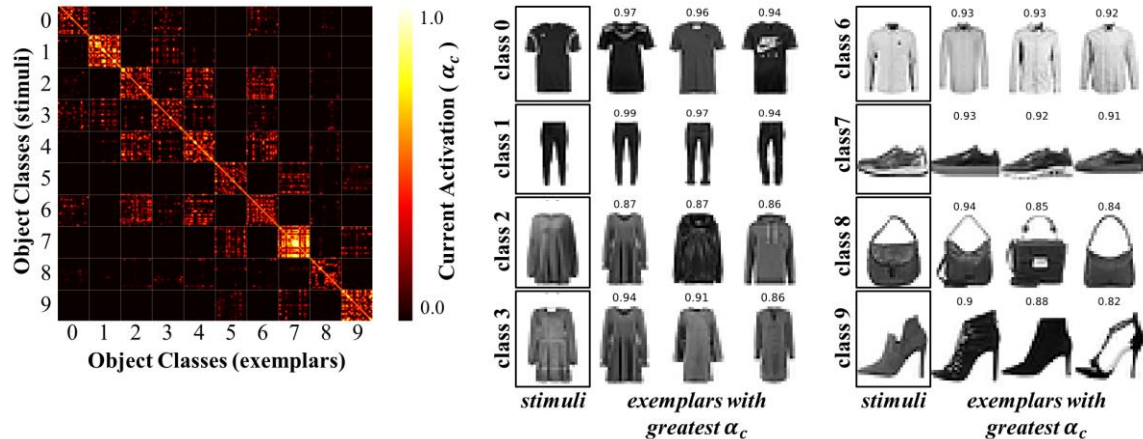 Object Classes (stimuli)
0
1
2
3
4
5
6
7
8
9
0 1 2 3 4 5 6 7 8 9
Object Classes (exemplars)
1.0
0.0
Current Activation ( α_c )
class 0
0.97 0.96 0.94
NIKE
AIR
class 1
0.99 0.97 0.94
class 2
0.87 0.87 0.86
class 3
0.94 0.91 0.86
stimuli exemplars with
greatest α_c
class 6
0.93 0.93 0.92
class7
0.93 0.92 0.91
class 8
0.94 0.85 0.84
class 9
0.9 0.88 0.82
stimuli exemplars with
greatest α_c